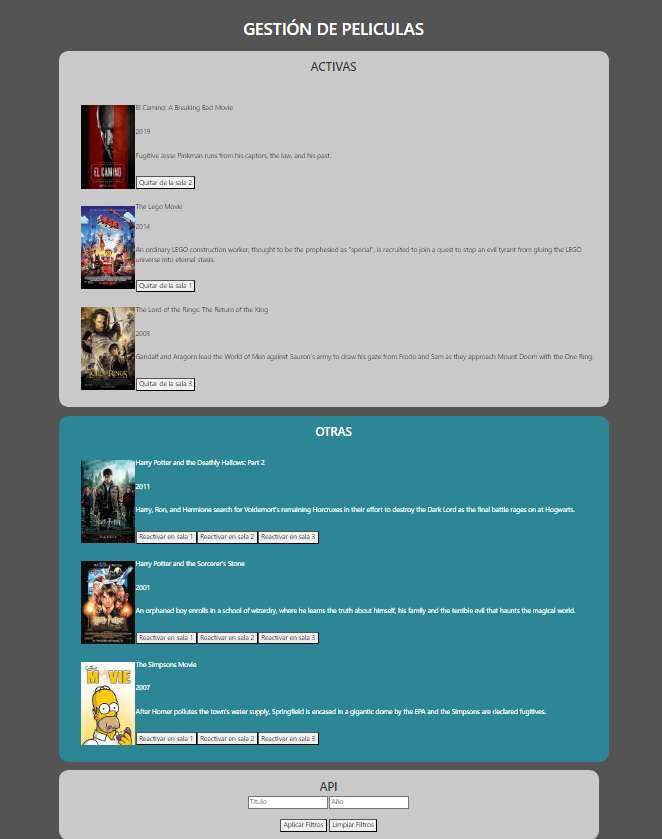 GESTIÓN DE PELICULAS
ACTIVAS
El Camino: A Breaking Bad Movie
2019
Fugitive Jesse Pinkman runs from his captors, the law, and his past.
EL CAMINO
Quitar de la sala 2
The Lego Movie
2014
An ordinary LEGO construction worker, thought to be the prophesied as "special", is recruited to join a quest to stop an evil tyrant from gluing the LEGO
universe into eternal stasis.
Quitar de la sala 1
The Lord of the Rings: The Return of the King
2003
Gandalf and Aragorn lead the World of Men against Sauron's army to draw his gaze from Frodo and Sam as they approach Mount Doom with the One Ring.
Quitar de la sala 3
OTRAS
Harry Potter and the Deathly Hallows: Part 2
2011
Harry, Ron, and Hermione search for Voldemort's remaining Horcruxes in their effort to destroy the Dark Lord as the final battle rages on at Hogwarts.
Reactivar en sala 1 Reactivar en sala 2 Reactivar en sala 3
Harry Potter and the Sorcerer's Stone
2001
An orphaned boy enrolls in a school of wizardry, where he learns the truth about himself, his family and the terrible evil that haunts the magical world.
Reactivar en sala 1 Reactivar en sala 2 Reactivar en sala 3
The Simpsons Movie
2007
MOVIE
After Homer pollutes the town's water supply, Springfield is encased in a gigantic dome by the EPA and the Simpsons are declared fugitives.
Reactivar en sala 1 Reactivar en sala 2 Reactivar en sala 3
API
Título Año
Aplicar Filtros Limpiar Filtros